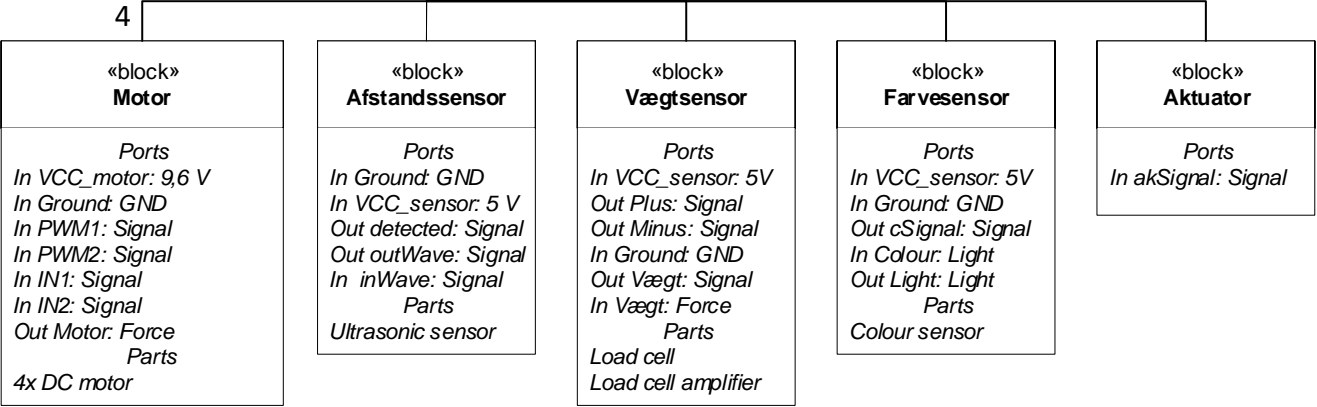 4
«block»
Motor
Ports
In VCC_motor: 9,6 V
In Ground: GND
In PWM1: Signal
In PWM2: Signal
In IN1: Signal
In IN2: Signal
Out Motor: Force
Parts
4x DC motor
«block»
Afstandssensor
Ports
In Ground: GND
In VCC_sensor: 5 V
Out detected: Signal
Out outWave: Signal
In inWave: Signal
Parts
Ultrasonic sensor
«block»
Vægtsensor
Ports
In VCC_sensor: 5V
Out Plus: Signal
Out Minus: Signal
In Ground: GND
Out Vægt: Signal
In Vægt: Force
Parts
Load cell
Load cell amplifier
«block»
Farvesensor
Ports
In VCC_sensor: 5V
In Ground: GND
Out cSignal: Signal
In Colour: Light
Out Light: Light
Parts
Colour sensor
«block»
Aktuator
Ports
In akSignal: Signal